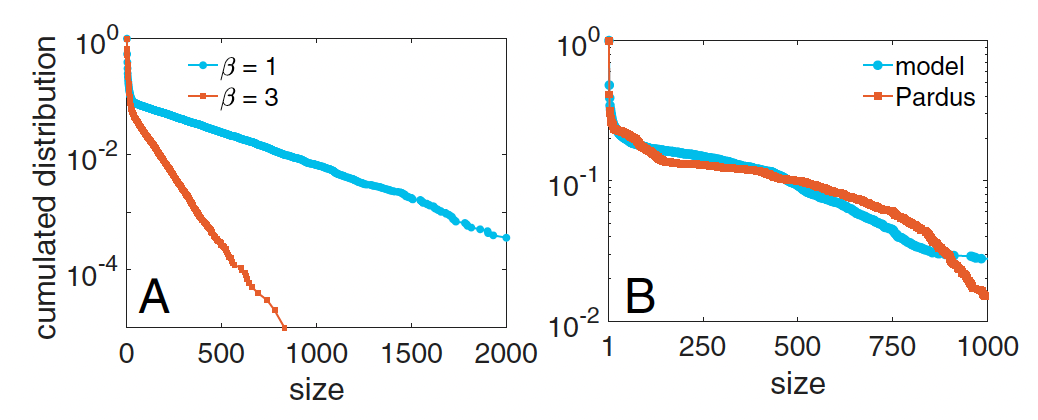 cumulated distribution
10^0
10^-2
10^-4
β = 1
β = 3
A
0 500 1000 1500 2000
size
10^0
10^-1
10^-2
model
Pardus
B
1 250 500 750 1000
size